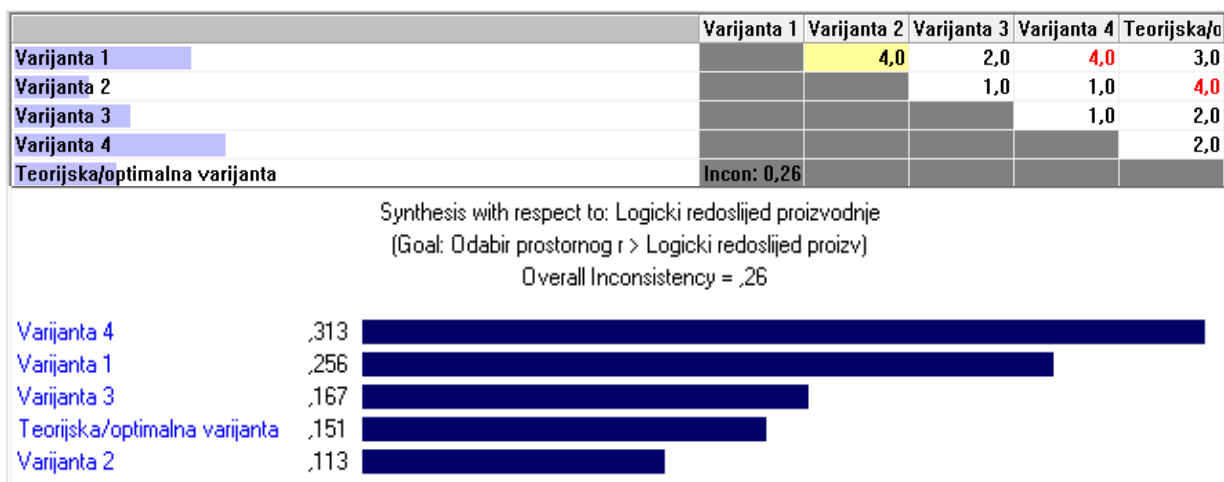 Varijanta 1 Varijanta 2 Varijanta 3 Varijanta 4 Teorijska/o
Varijanta 1 4,0 2,0 4,0 3,0
Varijanta 2 1,0 1,0 4,0
Varijanta 3 1,0 2,0
Varijanta 4 2,0
Teorijska/optimalna varijanta Incon: 0,26
Synthesis with respect to: Logicki redoslijed proizvodnje
(Goal: Odabir prostornog r > Logicki redoslijed proizv)
Overall Inconsistency = ,26
Varijanta 4 ,313
Varijanta 1 ,256
Varijanta 3 ,167
Teorijska/optimalna varijanta ,151
Varijanta 2 ,113